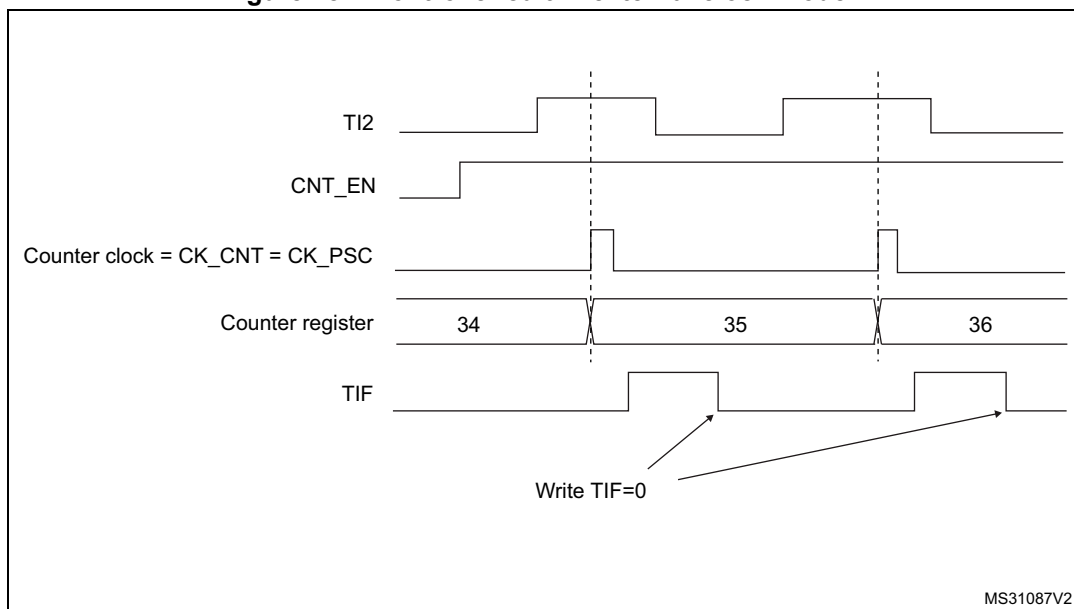 TI2
CNT_EN
Counter clock = CK_CNT = CK_PSC
Counter register
34
35
36
TIF
Write TIF=0
MS31087V2